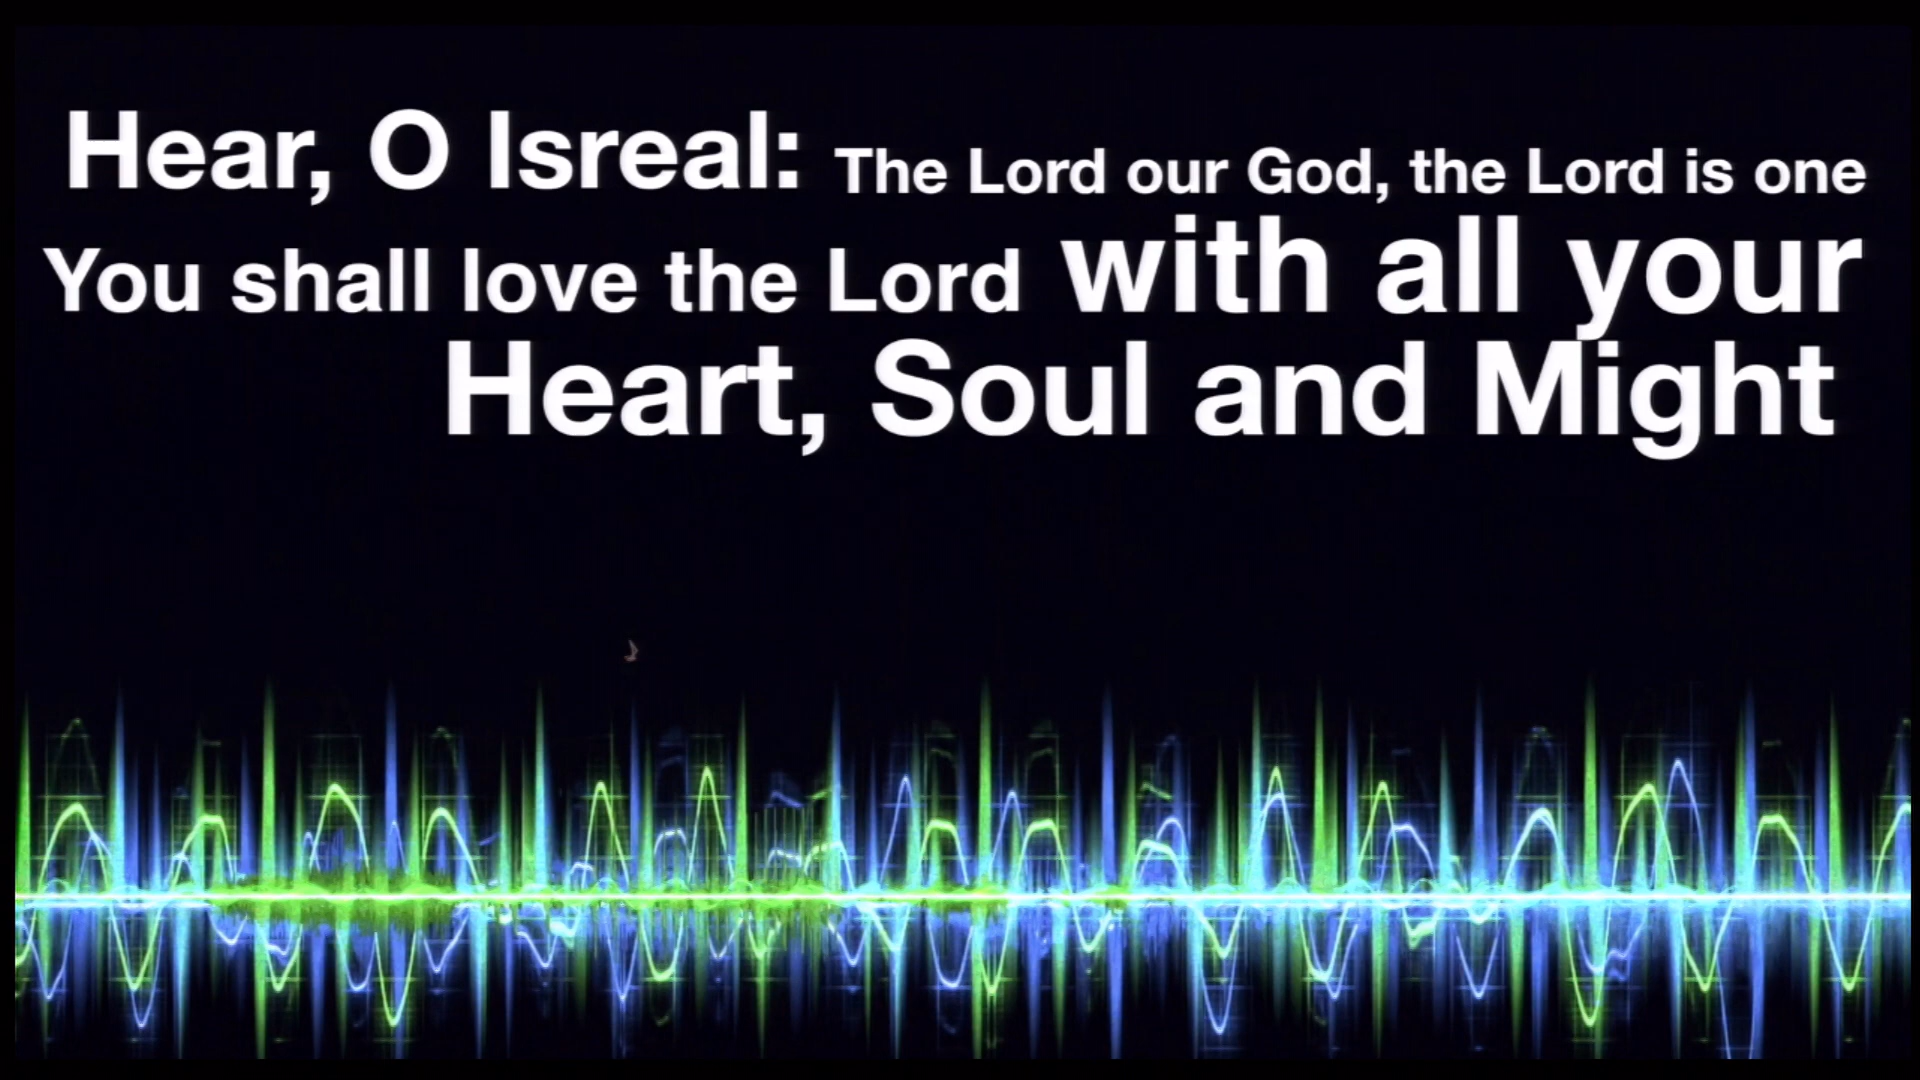 Hear, O Isreal: The Lord our God, the Lord is one
You shall love the Lord with all your
Heart, Soul and Might